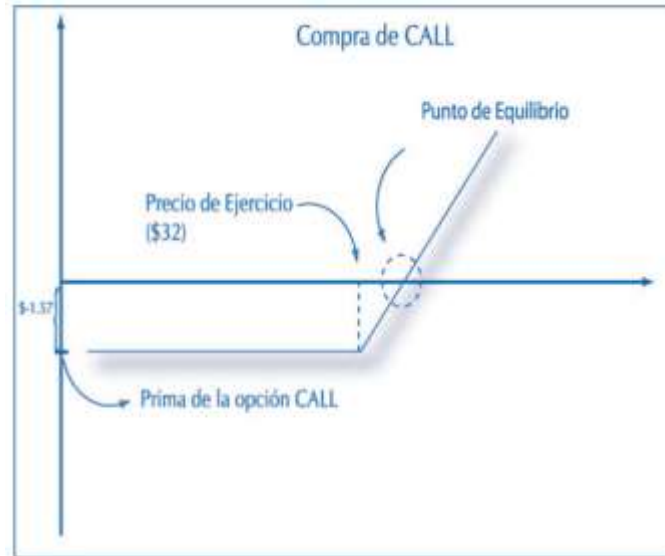 Compra de CALL
Punto de Equilibrio
Precio de Ejercicio
($32)
$-1.37
Prima de la opción CALL